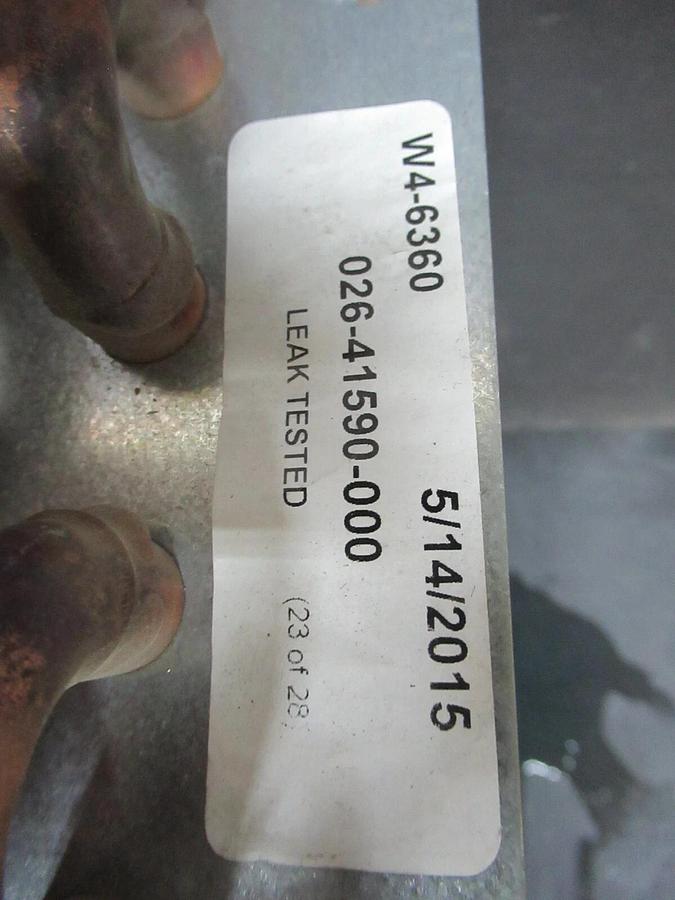 W4-6360 5/14/2015
026-41590-000
LEAK TESTED (23 of 28)